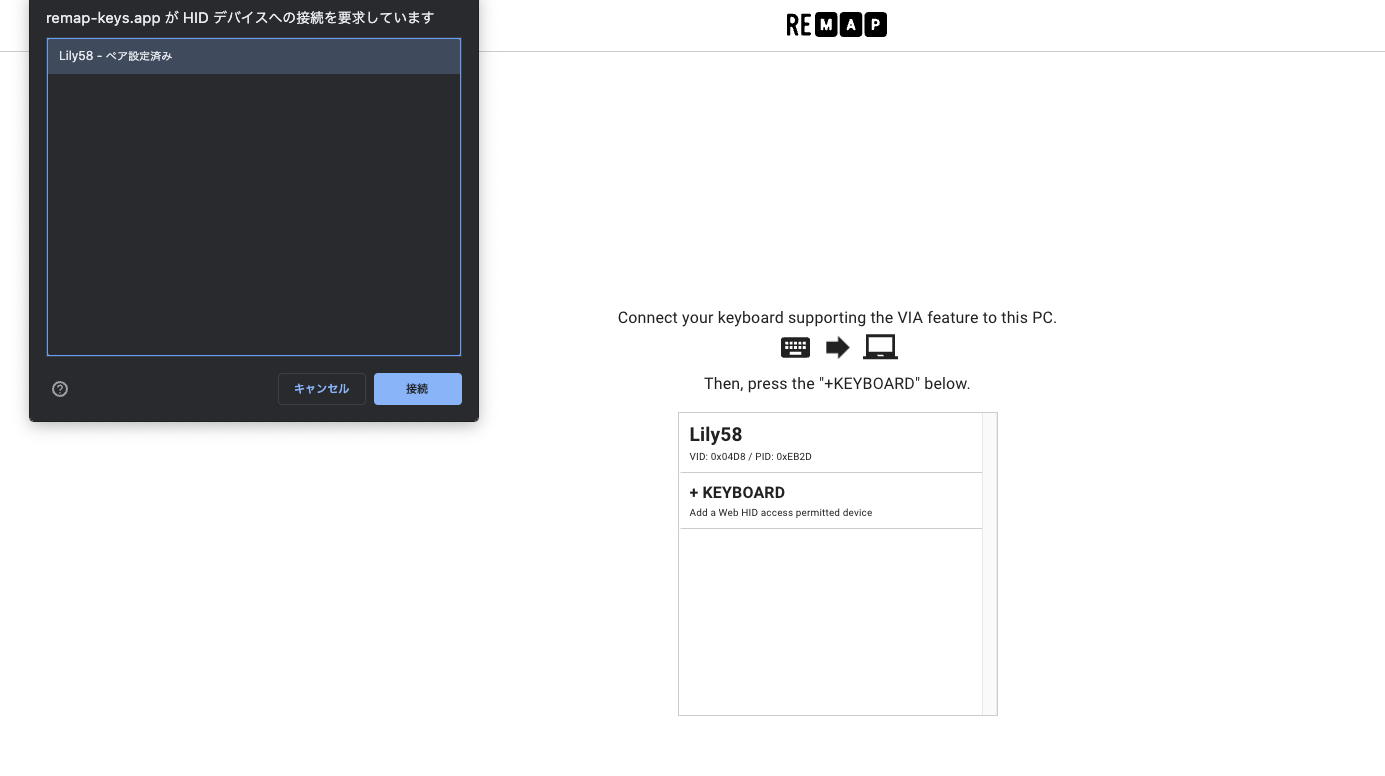 remap-keys.app が HID デバイスへの接続を要求しています
Lily58 - ペア設定済み
キャンセル
接続
REMAP
Connect your keyboard supporting the VIA feature to this PC.
Then, press the "+KEYBOARD" below.
Lily58
VID: 0x04D8 / PID: 0xEB2D
+ KEYBOARD
Add a Web HID access permitted device